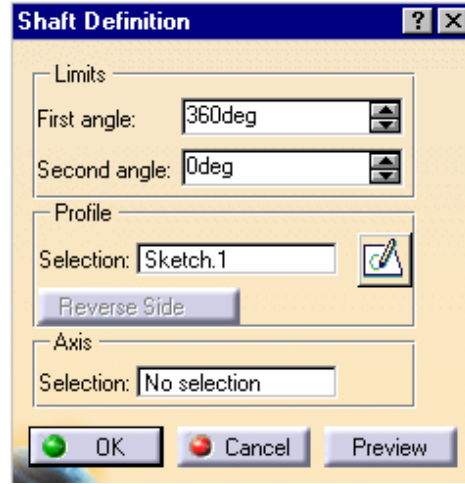 Shaft Definition ? X
Limits
First angle: 360deg
Second angle: 0deg
Profile
Selection: Sketch.1
Reverse Side
Axis
Selection: No selection
OK Cancel Preview